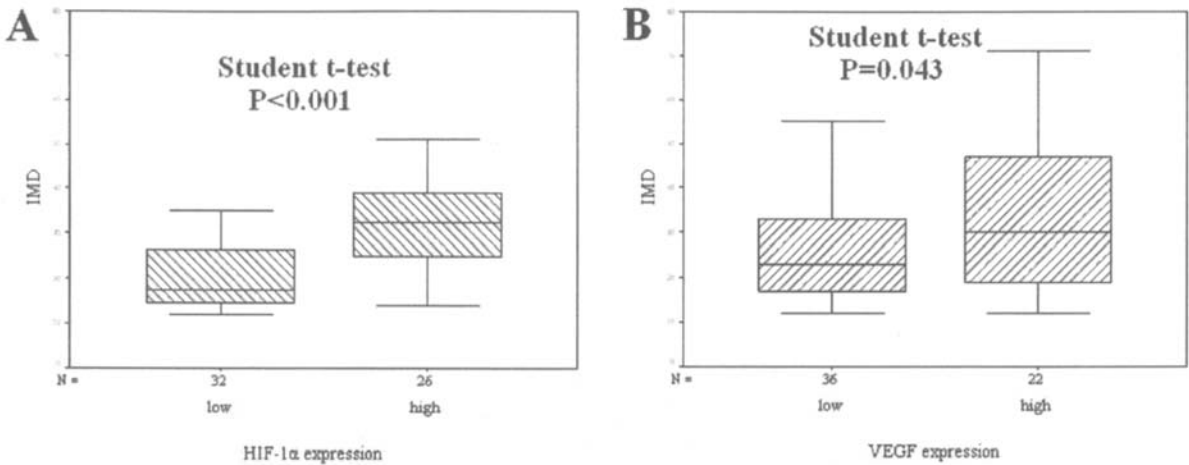 A
Student t-test
P<0.001
IMD
N =
32
26
low
high
HIF-1α expression
B
Student t-test
P=0.043
IMD
N =
36
22
low
high
VEGF expression